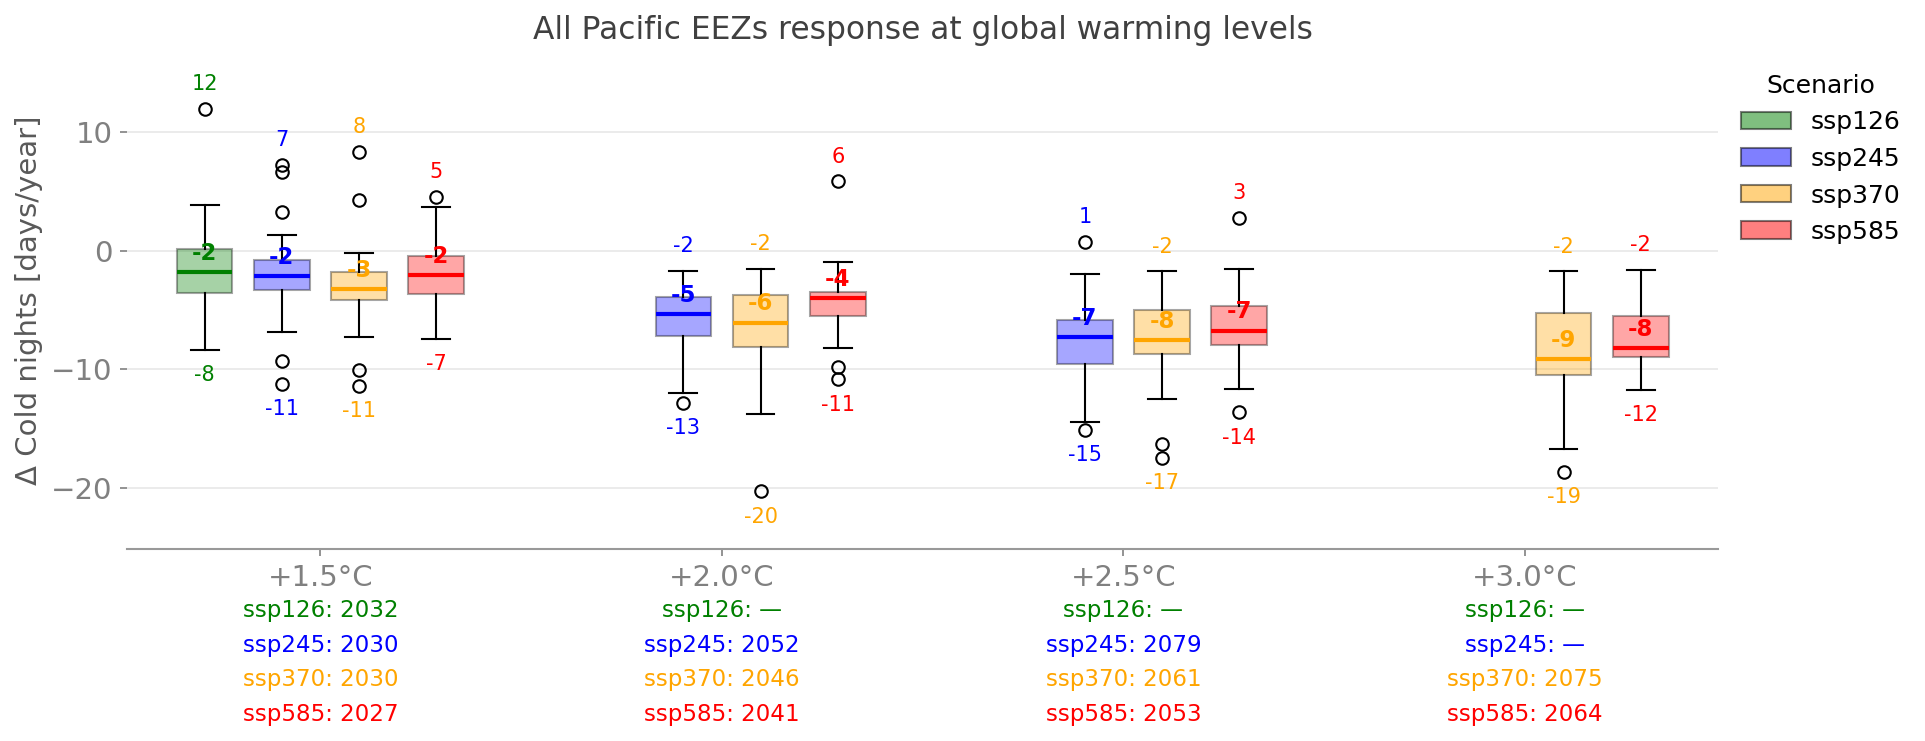 All Pacific EEZs response at global warming levels
Δ Cold nights [days/year]
10
0
−10
−20
12
7
8
5
-2
-2
-3
-2
-8
-11
-11
-7
-2
-2
6
-5
-6
-4
-13
-20
-11
1
-2
3
-7
-8
-7
-15
-17
-14
-2
-2
-9
-8
-19
-12
Scenario
ssp126
ssp245
ssp370
ssp585
+1.5°C
ssp126: 2032
ssp245: 2030
ssp370: 2030
ssp585: 2027
+2.0°C
ssp126: —
ssp245: 2052
ssp370: 2046
ssp585: 2041
+2.5°C
ssp126: —
ssp245: 2079
ssp370: 2061
ssp585: 2053
+3.0°C
ssp126: —
ssp245: —
ssp370: 2075
ssp585: 2064